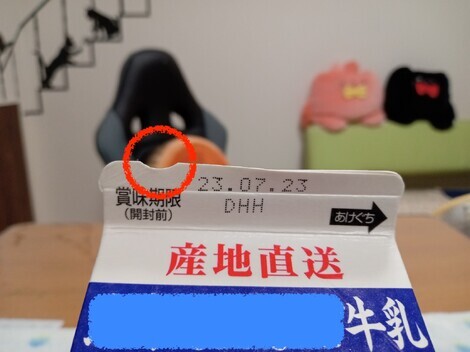 賞味期限 23.07.23
(開封前) DHH
あけぐち
産地直送
牛乳